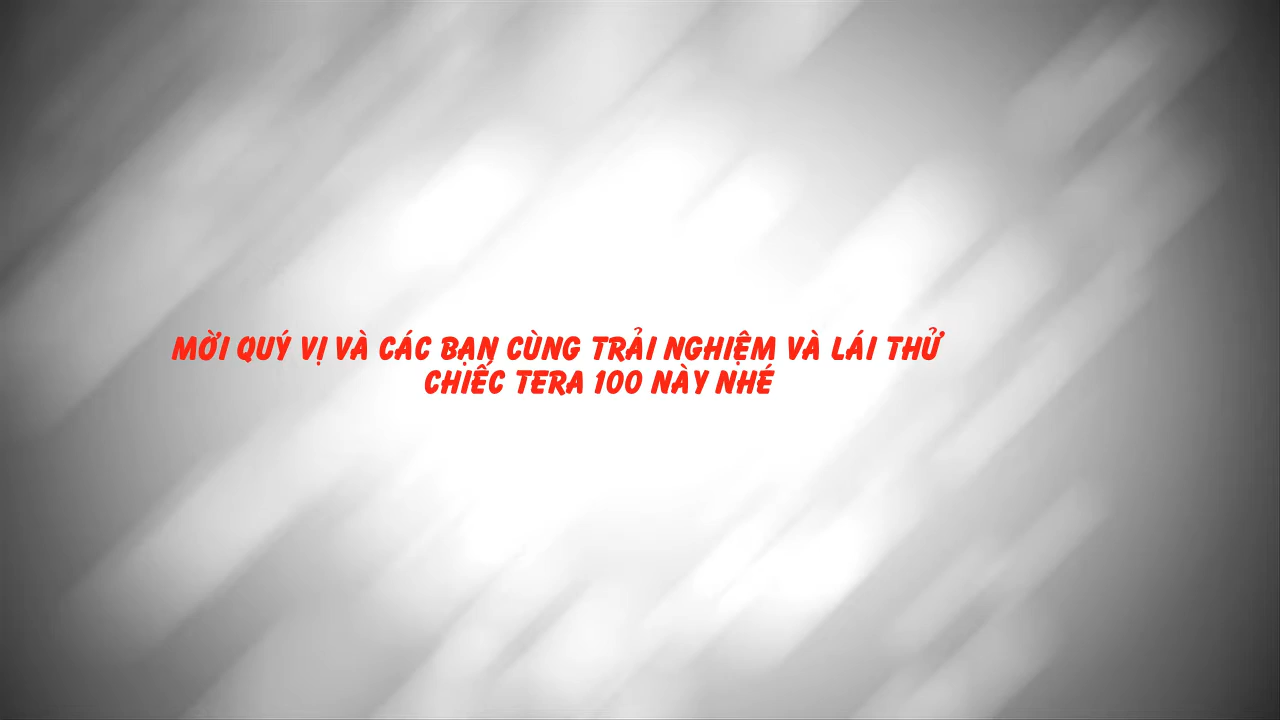 MỜI QUÝ VỊ VÀ CÁC BẠN CÙNG TRẢI NGHIỆM VÀ LÁI THỬ
CHIẾC TERA 100 NÀY NHÉ